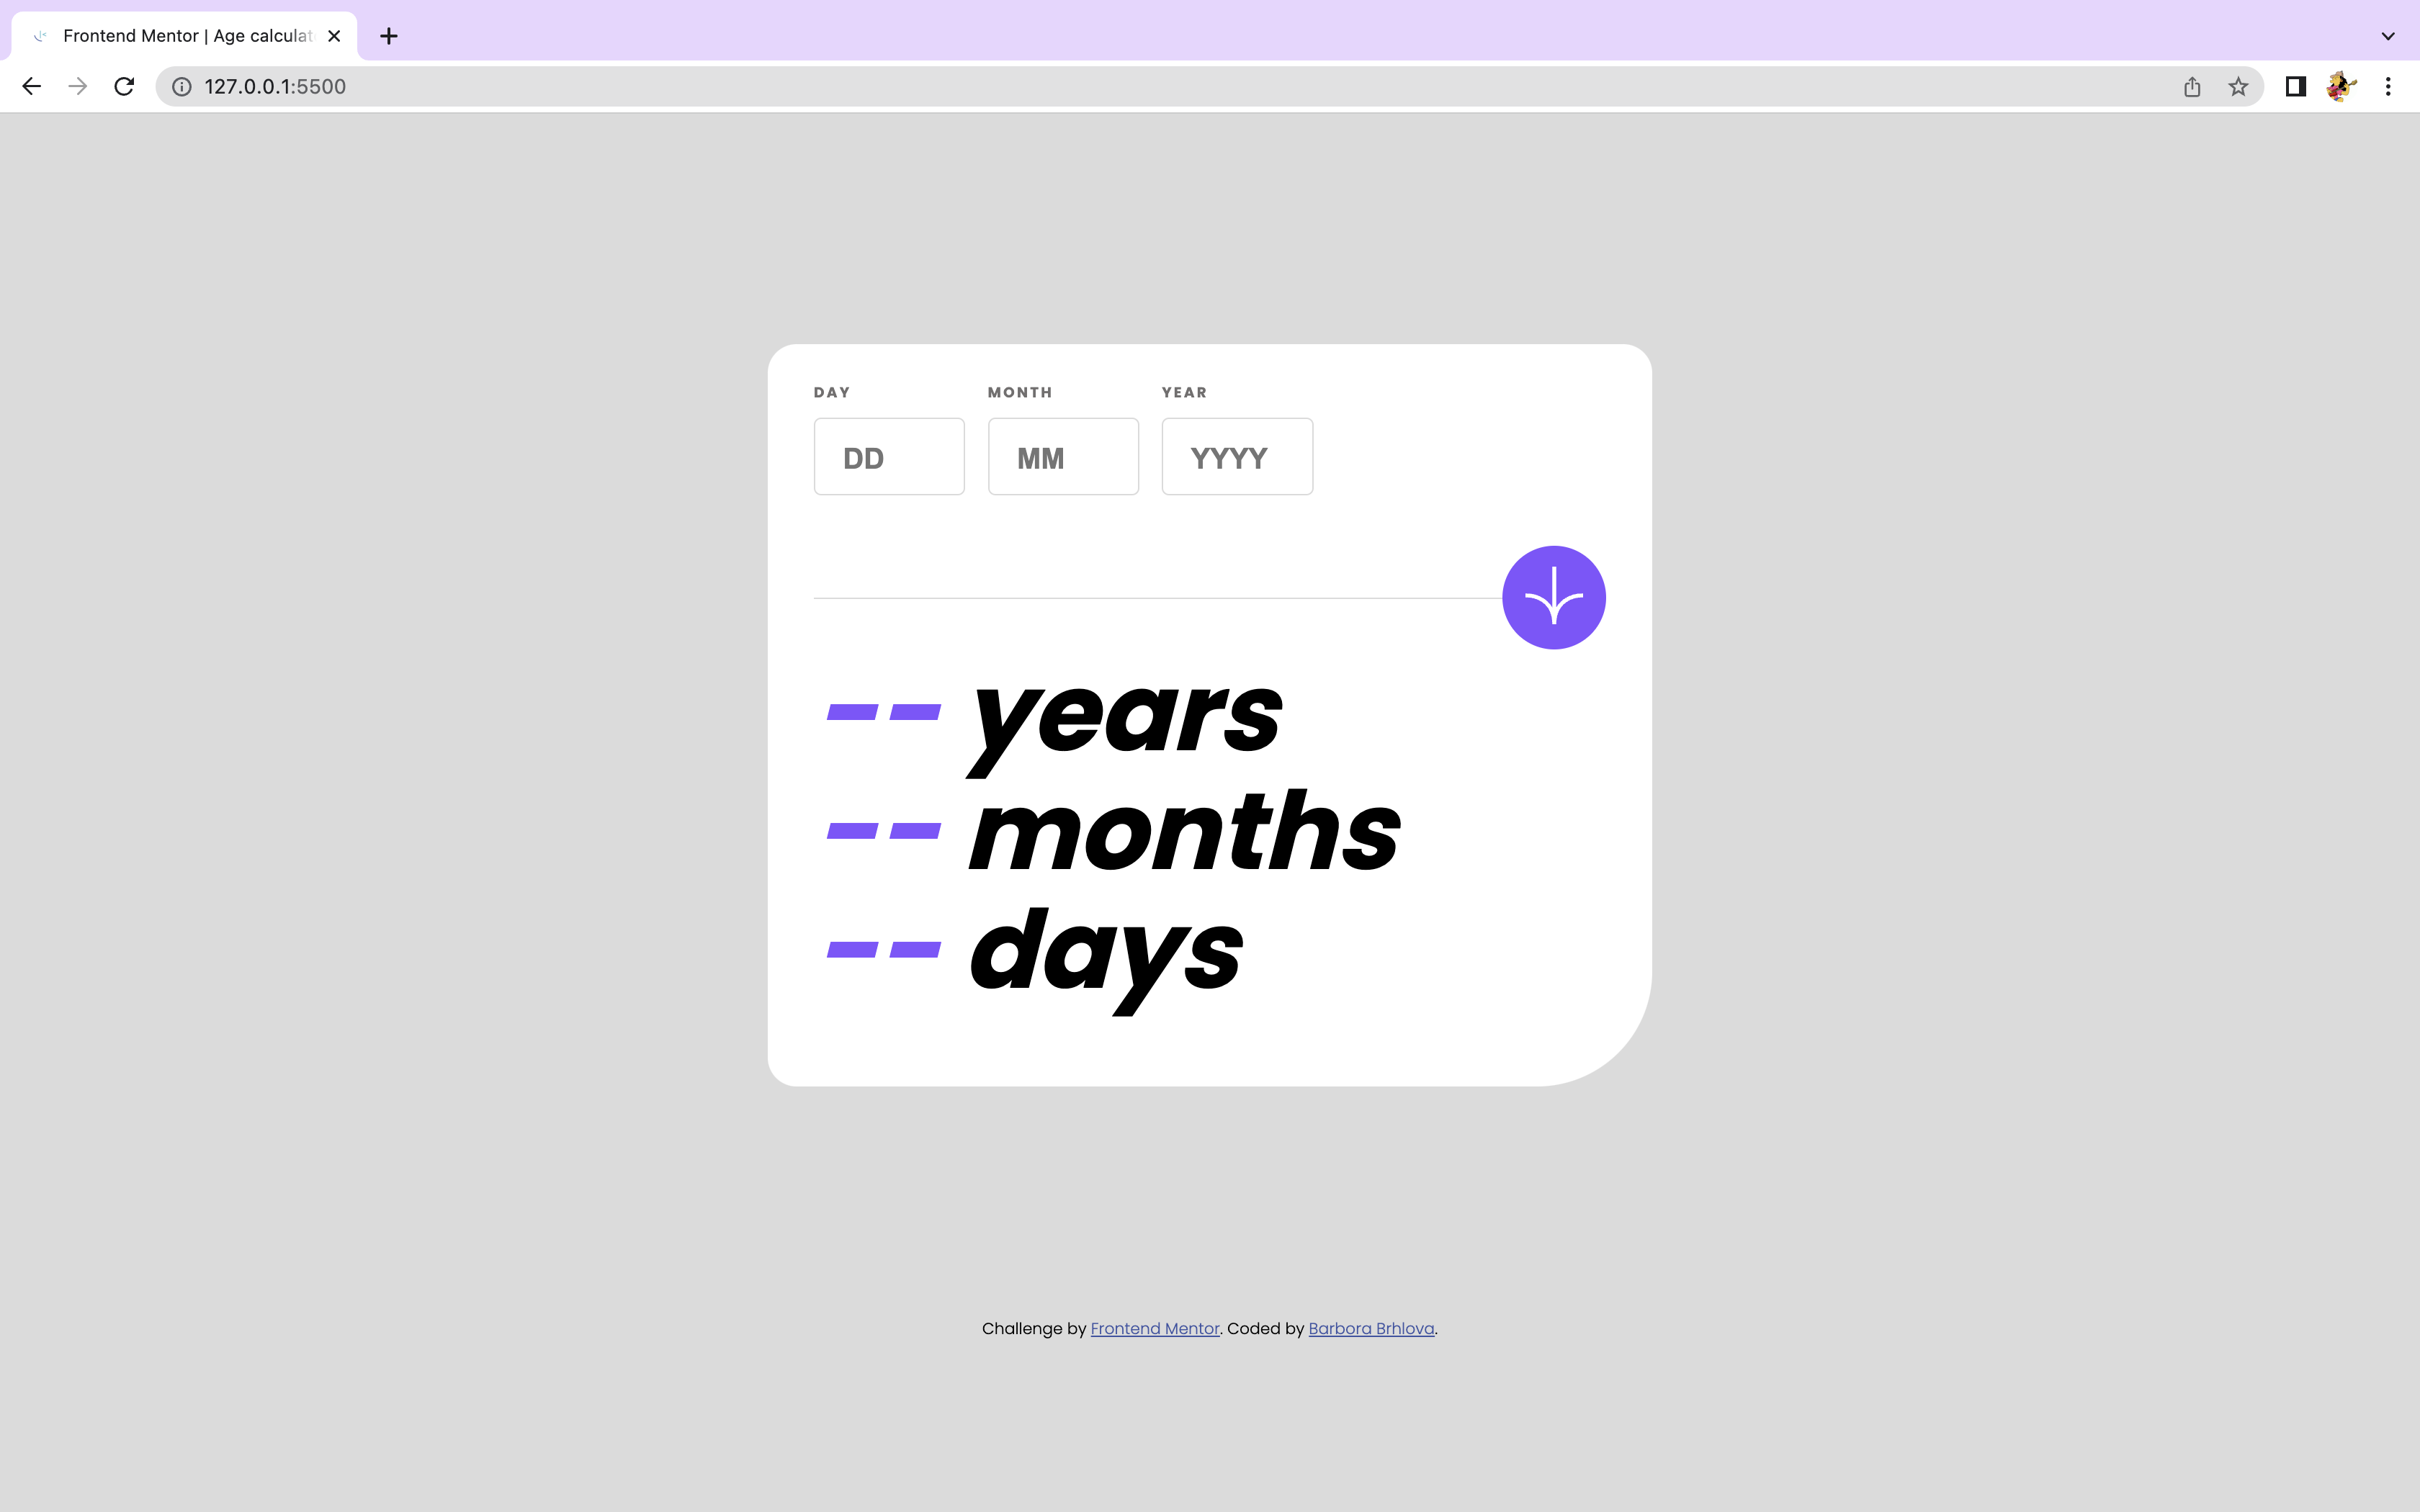 Frontend Mentor | Age calculat
127.0.0.1:5500
DAY MONTH YEAR
DD MM YYYY
-- years
-- months
-- days
Challenge by Frontend Mentor. Coded by Barbora Brhlova.